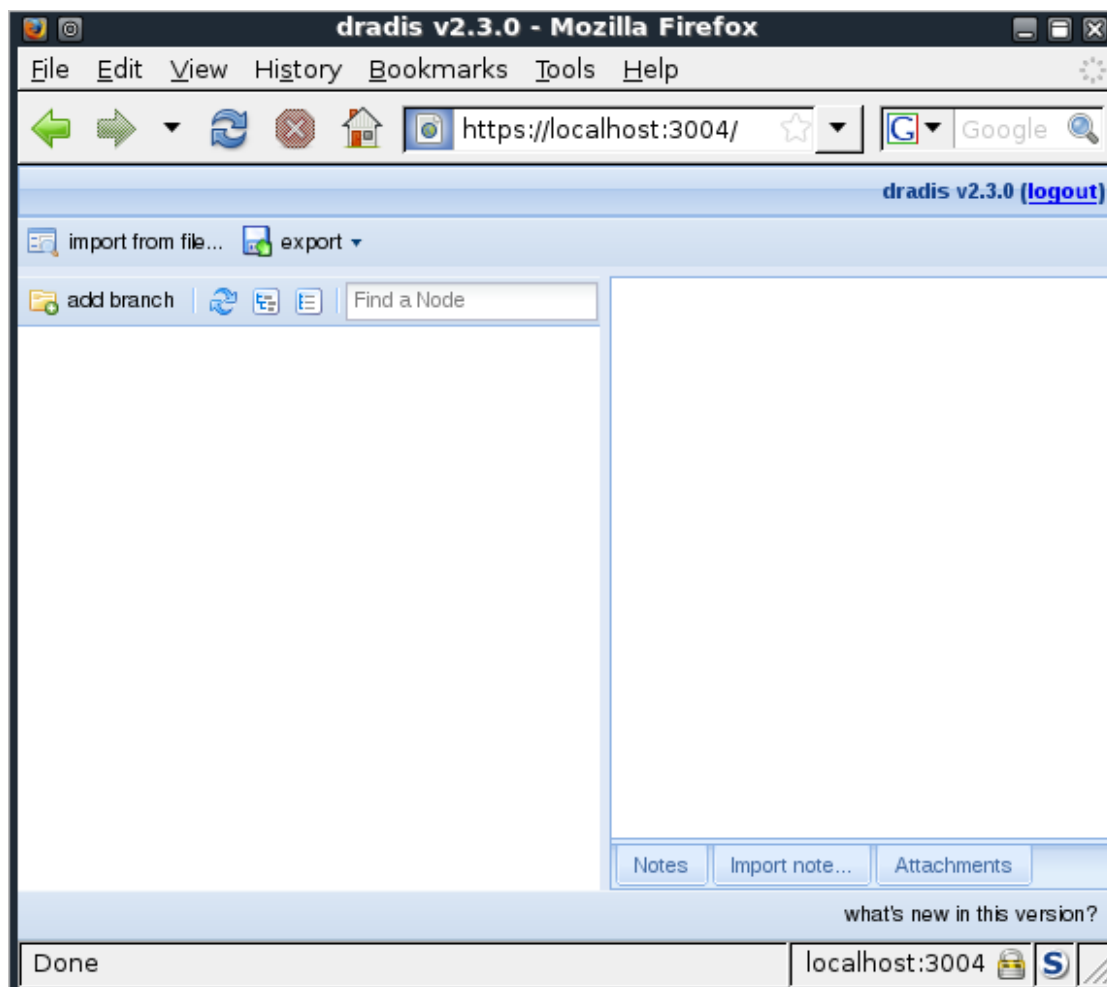 dradis v2.3.0 - Mozilla Firefox
File Edit View History Bookmarks Tools Help
https://localhost:3004/ G Google
dradis v2.3.0 (logout)
import from file... export
add branch Find a Node
Notes Import note... Attachments
what's new in this version?
Done localhost:3004 S